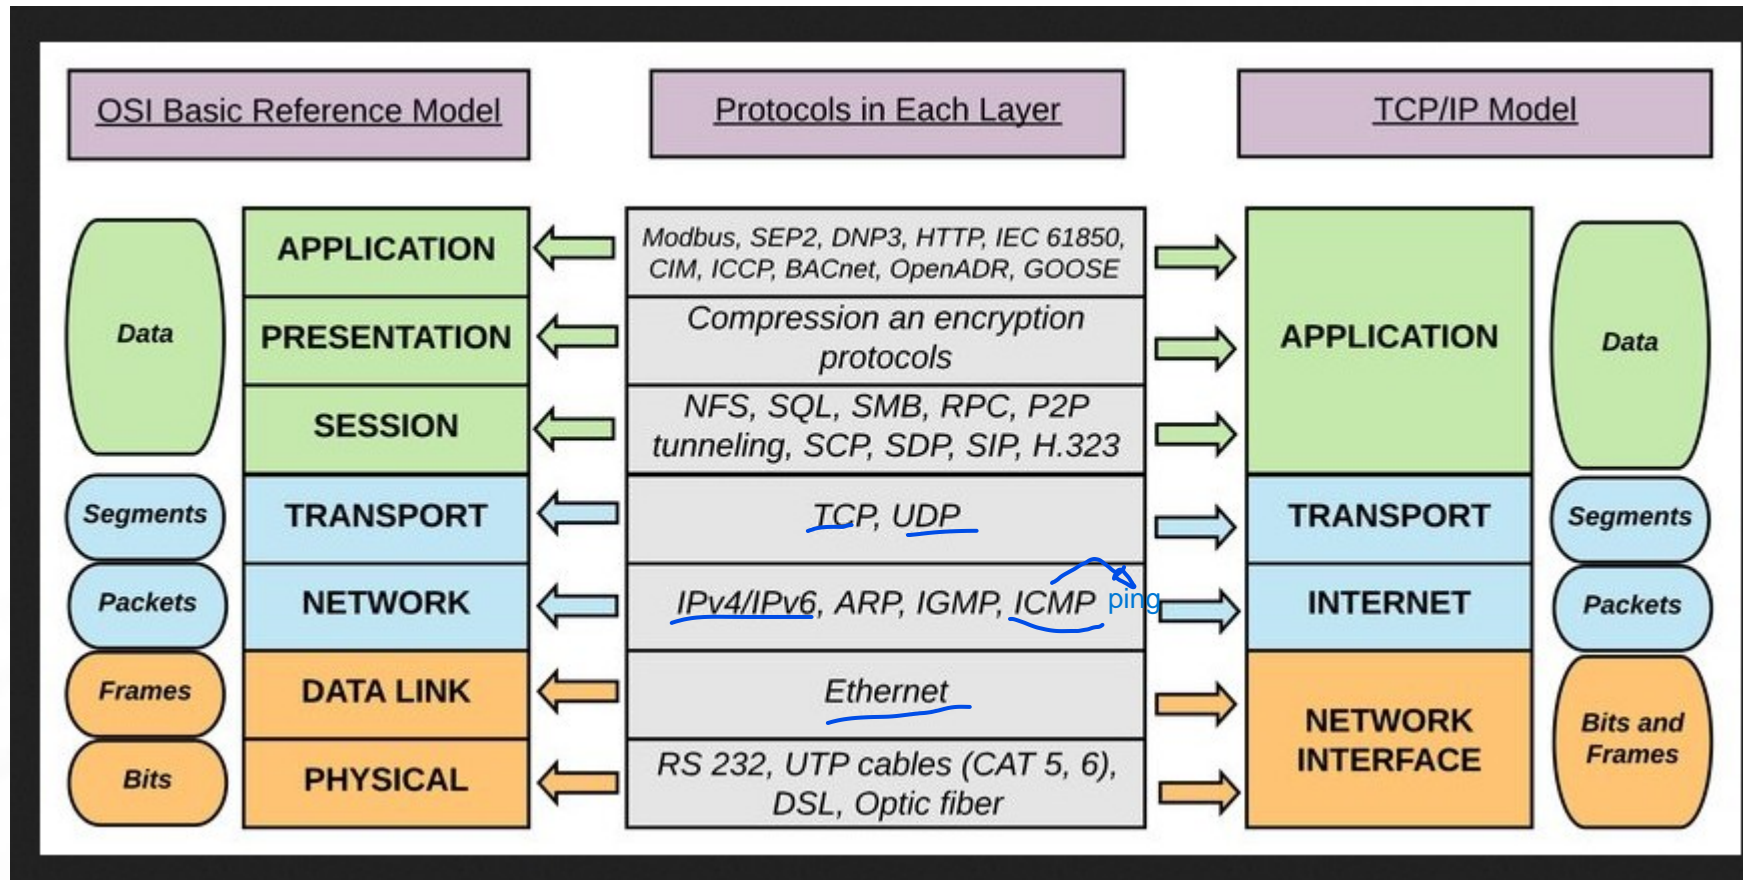 OSI Basic Reference Model
Protocols in Each Layer
TCP/IP Model
Data
APPLICATION
Modbus, SEP2, DNP3, HTTP, IEC 61850,
CIM, ICCP, BACnet, OpenADR, GOOSE
PRESENTATION
Compression an encryption
protocols
SESSION
NFS, SQL, SMB, RPC, P2P
tunneling, SCP, SDP, SIP, H.323
APPLICATION
Data
Segments
TRANSPORT
TCP, UDP
TRANSPORT
Segments
Packets
NETWORK
IPv4/IPv6, ARP, IGMP, ICMP
ping
INTERNET
Packets
Frames
DATA LINK
Ethernet
Bits
PHYSICAL
RS 232, UTP cables (CAT 5, 6),
DSL, Optic fiber
NETWORK
INTERFACE
Bits and
Frames